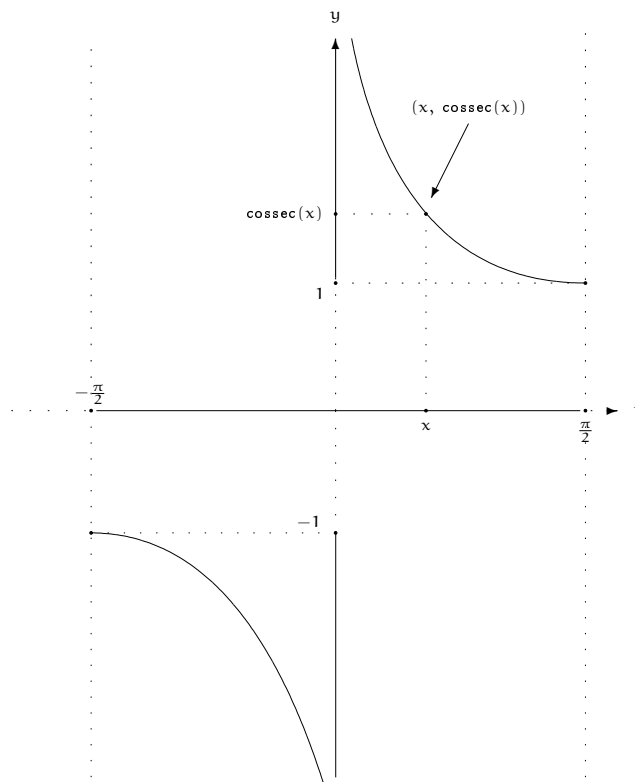 y
(x, cossec(x))
cossec(x)
1
−π/2
x
π/2
−1